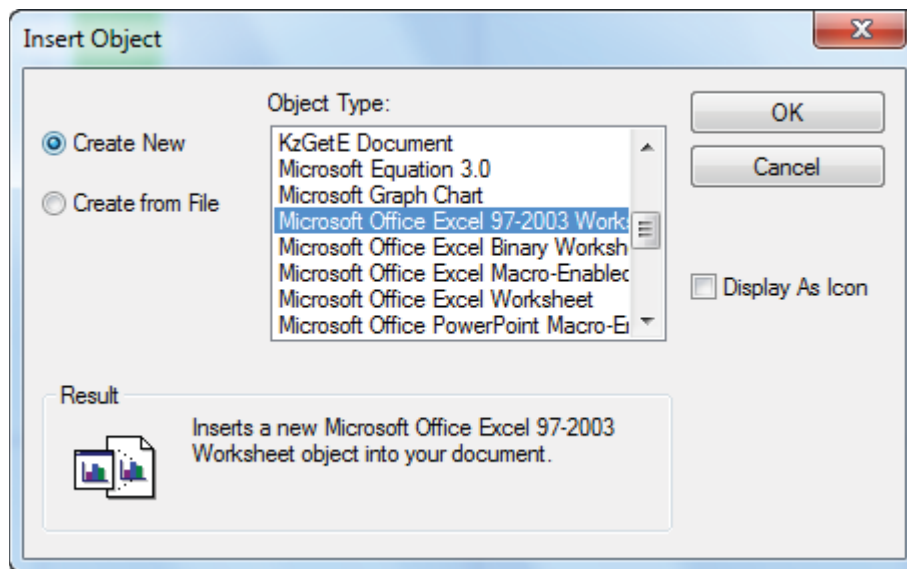 Insert Object
Object Type:
Create New
Create from File
KzGetE Document
Microsoft Equation 3.0
Microsoft Graph Chart
Microsoft Office Excel 97-2003 Works
Microsoft Office Excel Binary Worksh
Microsoft Office Excel Macro-Enabled
Microsoft Office Excel Worksheet
Microsoft Office PowerPoint Macro-E
OK
Cancel
Display As Icon
Result
Inserts a new Microsoft Office Excel 97-2003
Worksheet object into your document.